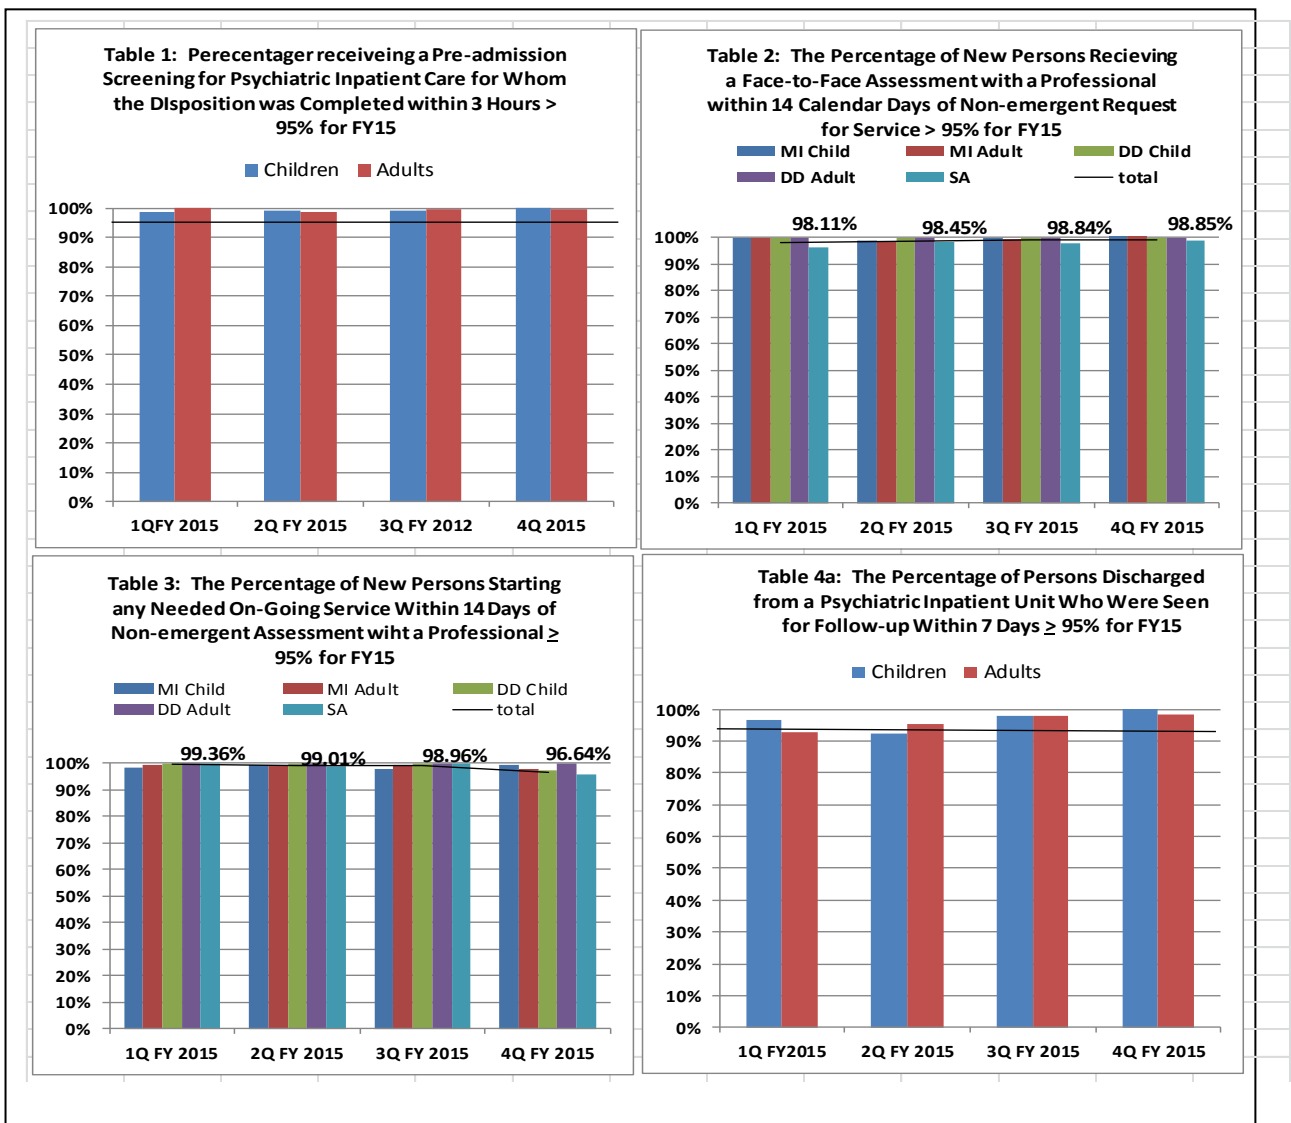 Table 1:  Perecentager receiveing a Pre-admission
Screening for Psychiatric Inpatient Care for Whom
the DIsposition was Completed within 3 Hours >
95% for FY15
Children Adults
100%
90%
80%
70%
60%
50%
40%
30%
20%
10%
0%
1QFY 2015 2Q FY 2015 3Q FY 2012 4Q 2015
Table 2:  The Percentage of New Persons Recieving
a Face-to-Face Assessment with a Professional
within 14 Calendar Days of Non-emergent Request
for Service > 95% for FY15
MI Child MI Adult DD Child
DD Adult SA total
98.11% 98.45% 98.84% 98.85%
100%
90%
80%
70%
60%
50%
40%
30%
20%
10%
0%
1Q FY 2015 2Q FY 2015 3Q FY 2015 4Q FY 2015
Table 3:  The Percentage of New Persons Starting
any Needed On-Going Service Within 14 Days of
Non-emergent Assessment wiht a Professional >
95% for FY15
MI Child MI Adult DD Child
DD Adult SA total
99.36% 99.01% 98.96% 96.64%
100%
90%
80%
70%
60%
50%
40%
30%
20%
10%
0%
1Q FY 2015 2Q FY 2015 3Q FY 2015 4Q FY 2015
Table 4a:  The Percentage of Persons Discharged
from a Psychiatric Inpatient Unit Who Were Seen
for Follow-up Within 7 Days > 95% for FY15
Children Adults
100%
90%
80%
70%
60%
50%
40%
30%
20%
10%
0%
1Q FY2015 2Q FY 2015 3Q FY 2015 4Q FY 2015